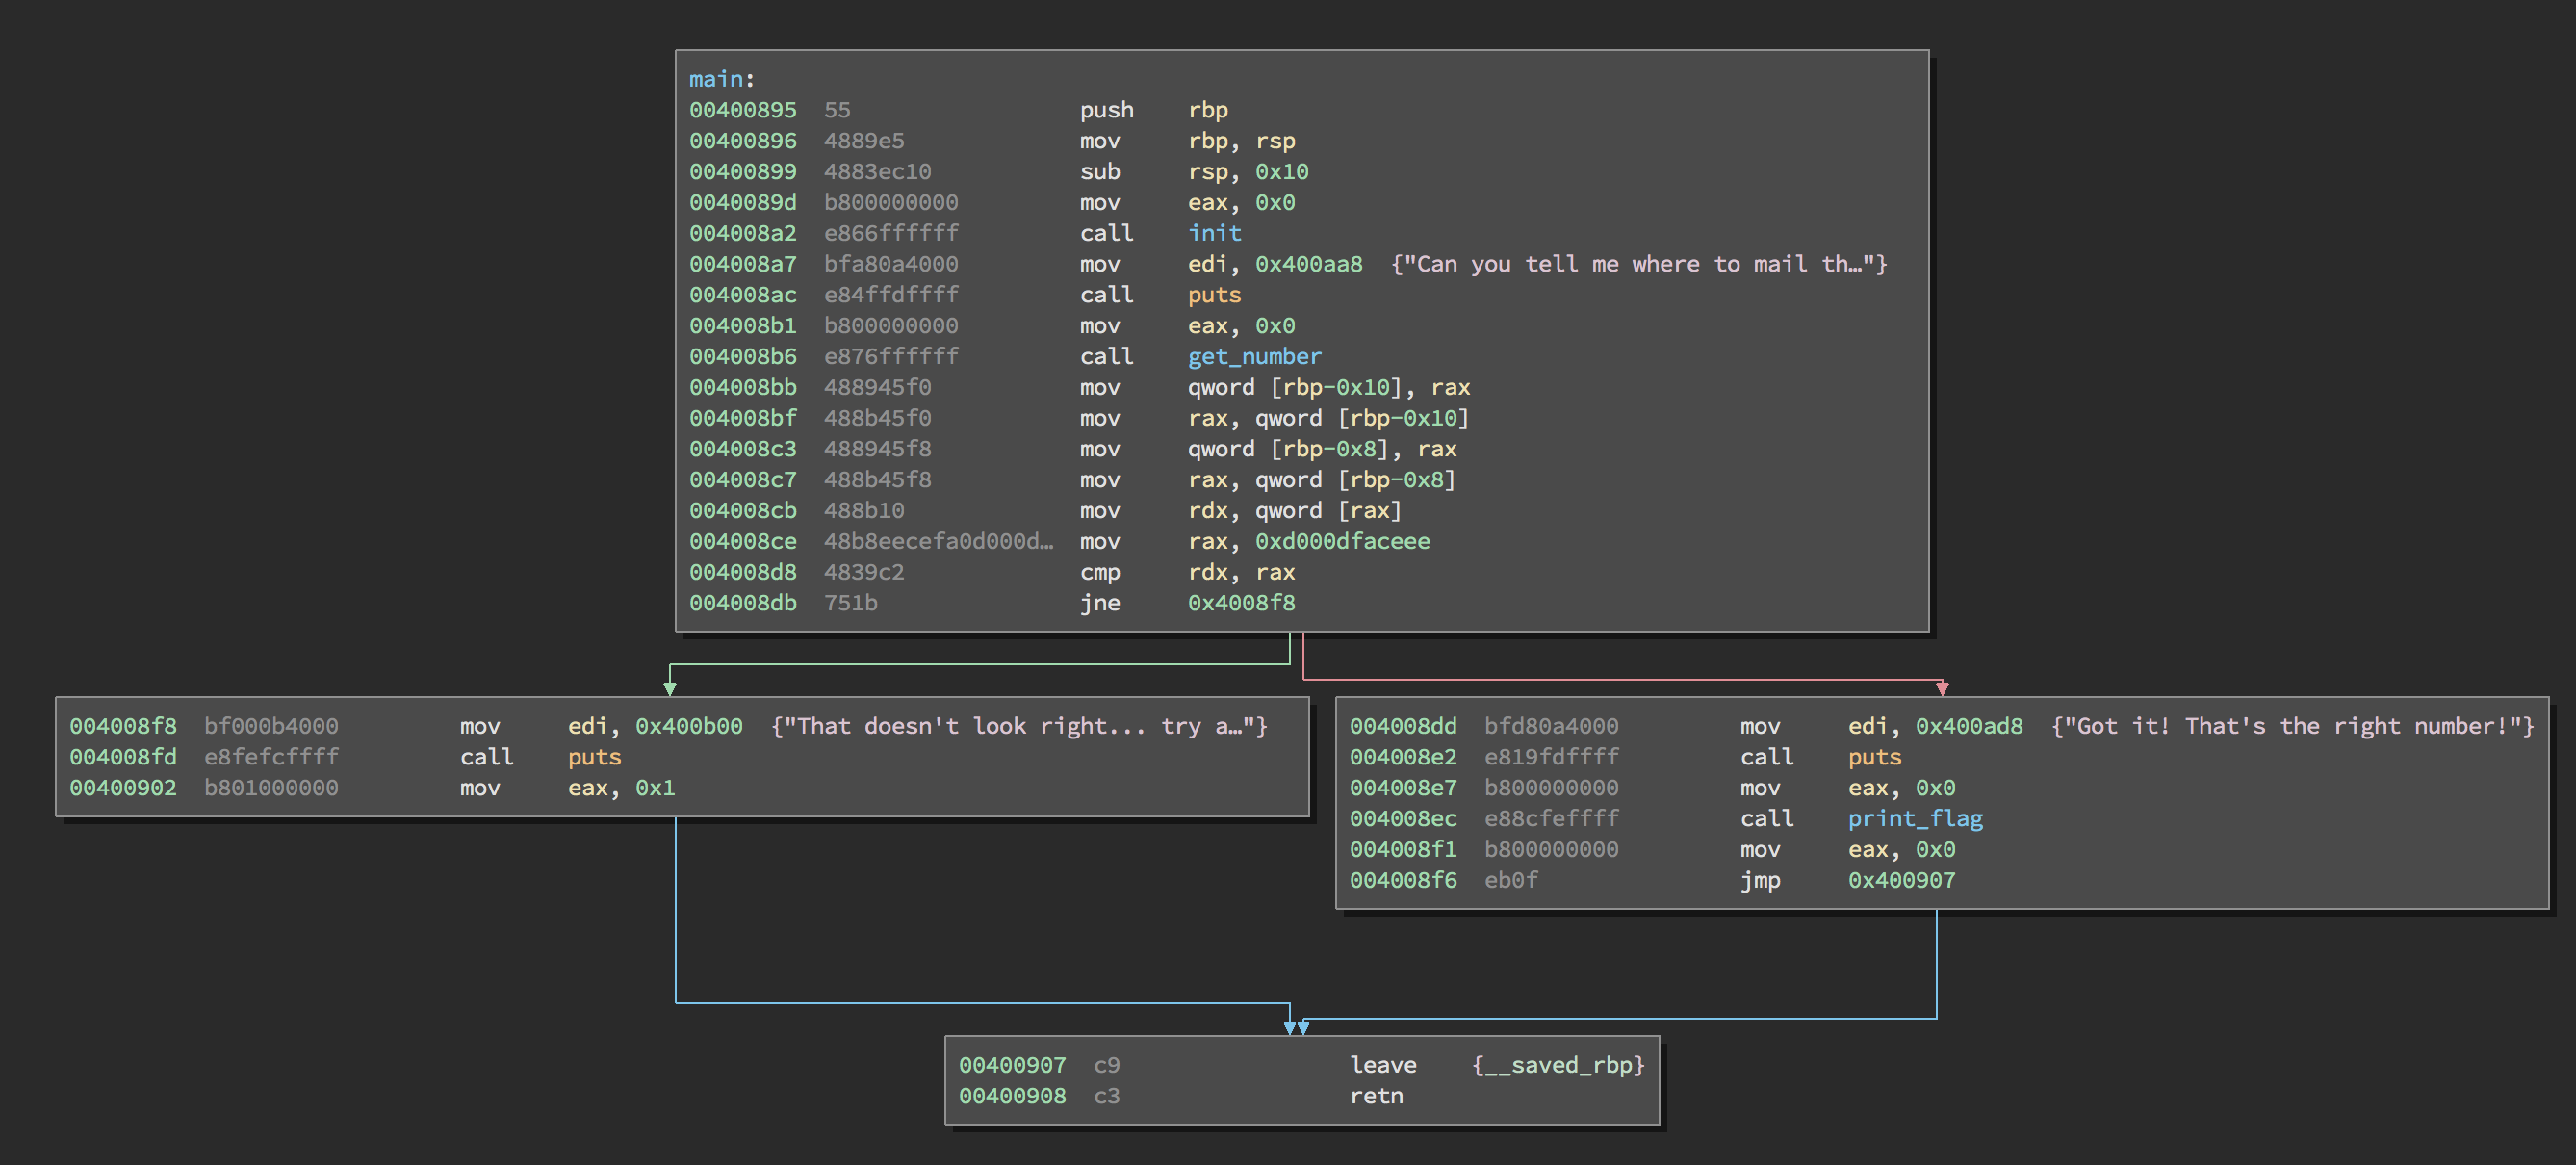 main:
00400895 55 push rbp
00400896 4889e5 mov rbp, rsp
00400899 4883ec10 sub rsp, 0x10
0040089d b800000000 mov eax, 0x0
004008a2 e866ffffff call init
004008a7 bfa80a4000 mov edi, 0x400aa8 {"Can you tell me where to mail th…"}
004008ac e84ffdffff call puts
004008b1 b800000000 mov eax, 0x0
004008b6 e876ffffff call get_number
004008bb 488945f0 mov qword [rbp-0x10], rax
004008bf 488b45f0 mov rax, qword [rbp-0x10]
004008c3 488945f8 mov qword [rbp-0x8], rax
004008c7 488b45f8 mov rax, qword [rbp-0x8]
004008cb 488b10 mov rdx, qword [rax]
004008ce 48b8eecefa0d000d… mov rax, 0xd000dfaceee
004008d8 4839c2 cmp rdx, rax
004008db 751b jne 0x4008f8
004008f8 bf000b4000 mov edi, 0x400b00 {"That doesn't look right... try a…"}
004008fd e8fefcffff call puts
00400902 b801000000 mov eax, 0x1
004008dd bfd80a4000 mov edi, 0x400ad8 {"Got it! That's the right number!"}
004008e2 e819fdffff call puts
004008e7 b800000000 mov eax, 0x0
004008ec e88cfeffff call print_flag
004008f1 b800000000 mov eax, 0x0
004008f6 eb0f jmp 0x400907
00400907 c9 leave {__saved_rbp}
00400908 c3 retn